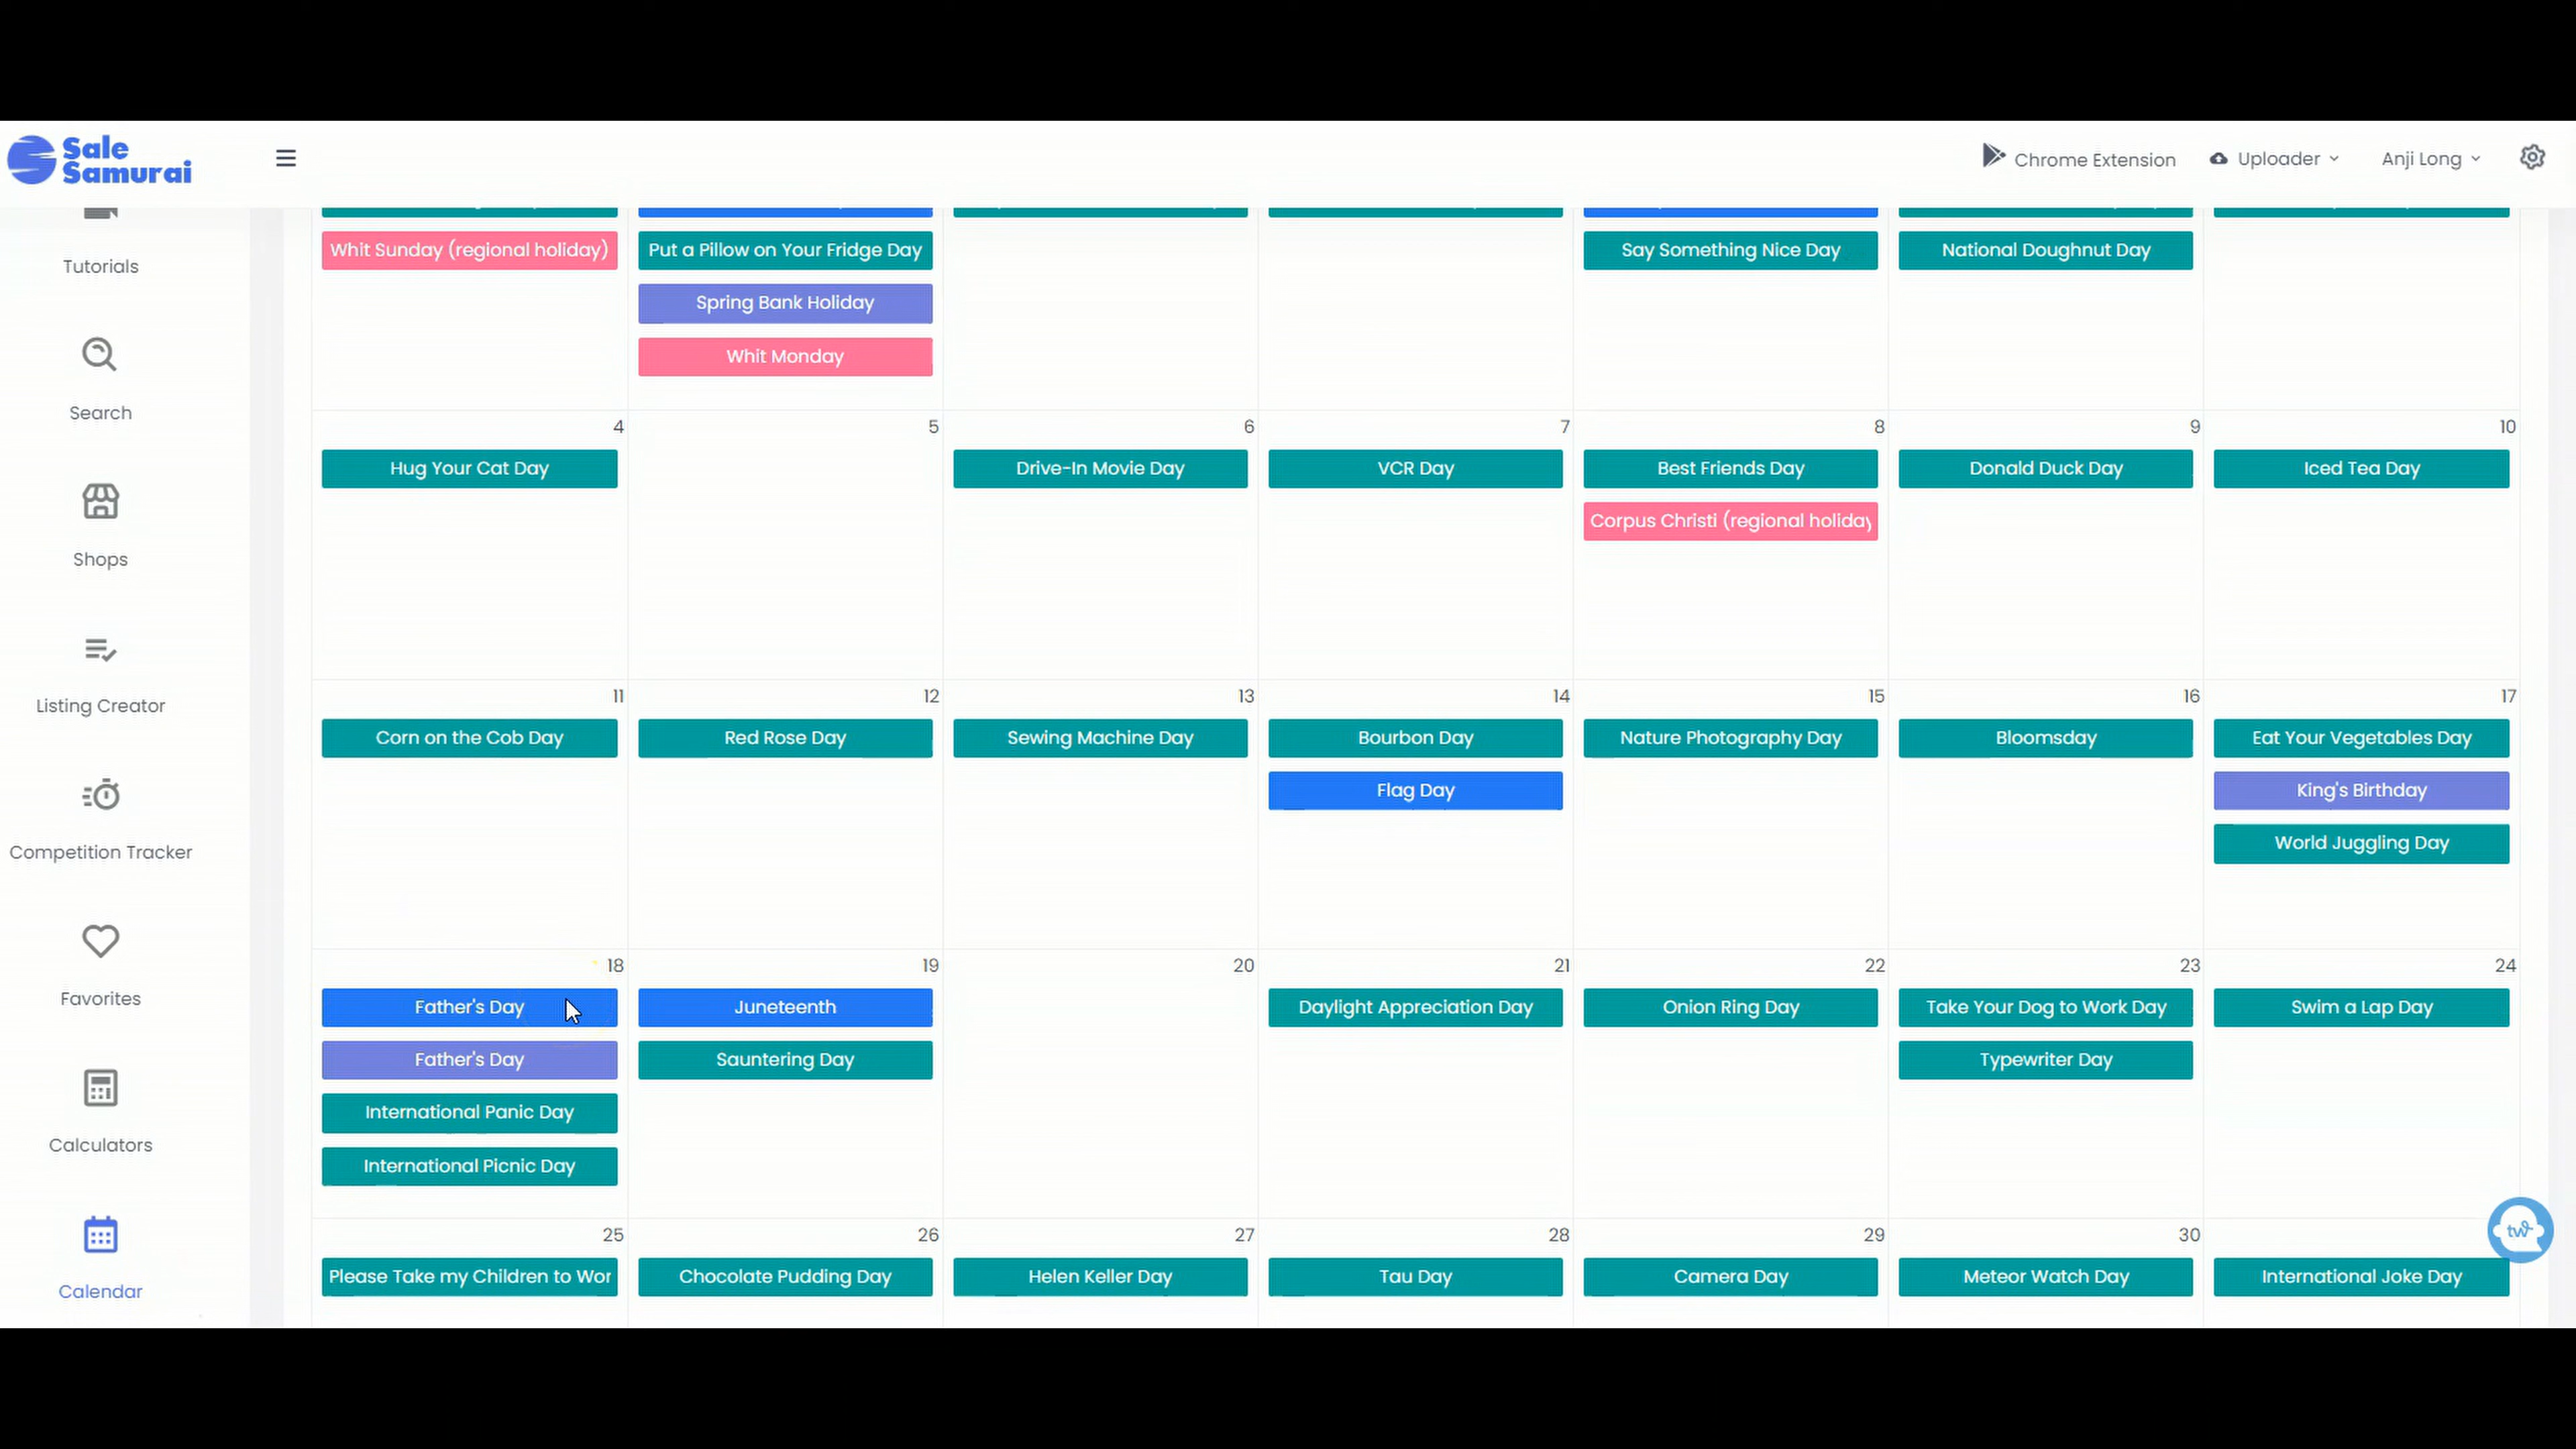 Sale
Samurai
Chrome Extension
Uploader
Anji Long
Tutorials
Search
Shops
Listing Creator
Competition Tracker
Favorites
Calculators
Calendar
Whit Sunday (regional holiday)
Put a Pillow on Your Fridge Day
Say Something Nice Day
National Doughnut Day
Spring Bank Holiday
Whit Monday
4 5 6 7 8 9 10
Hug Your Cat Day
Drive-In Movie Day
VCR Day
Best Friends Day
Donald Duck Day
Iced Tea Day
Corpus Christi (regional holiday
11 12 13 14 15 16 17
Corn on the Cob Day
Red Rose Day
Sewing Machine Day
Bourbon Day
Nature Photography Day
Bloomsday
Eat Your Vegetables Day
Flag Day
King's Birthday
World Juggling Day
18 19 20 21 22 23 24
Father's Day
Juneteenth
Daylight Appreciation Day
Onion Ring Day
Take Your Dog to Work Day
Swim a Lap Day
Father's Day
Sauntering Day
Typewriter Day
International Panic Day
International Picnic Day
25 26 27 28 29 30
Please Take my Children to Wor
Chocolate Pudding Day
Helen Keller Day
Tau Day
Camera Day
Meteor Watch Day
International Joke Day
tw